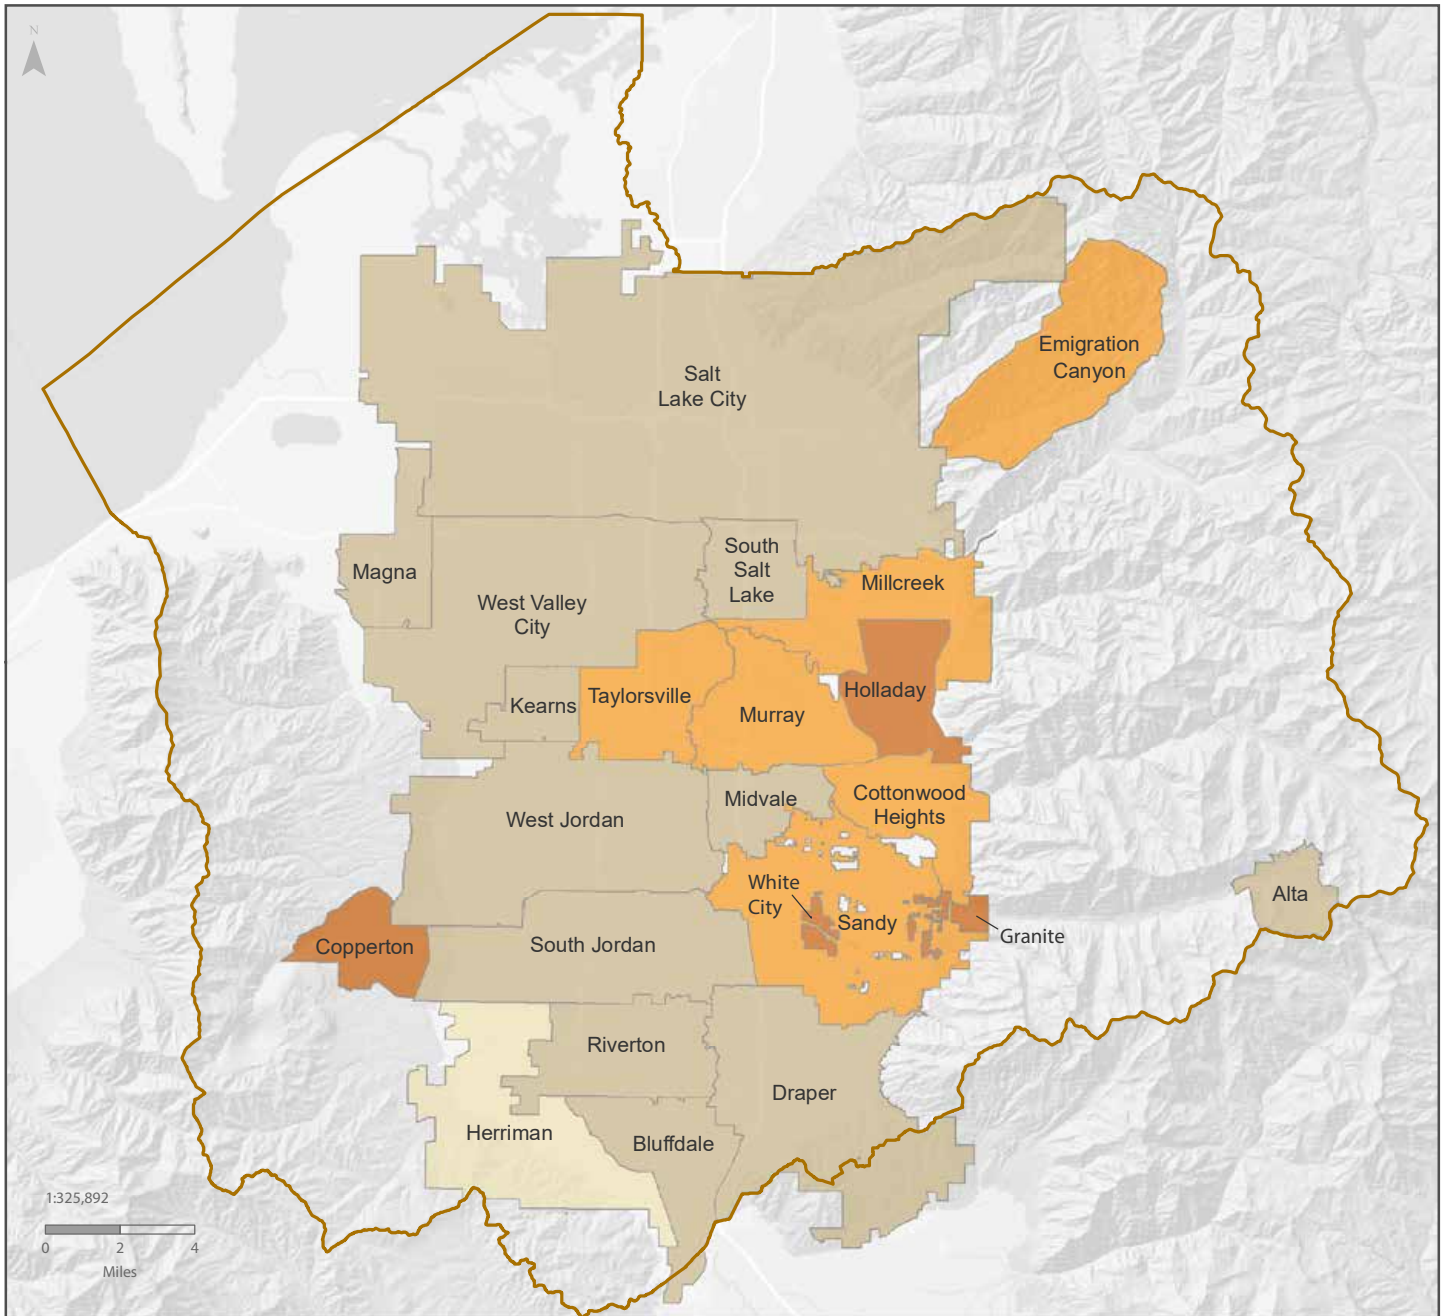 N
Emigration
Canyon
Salt
Lake City
South
Salt
Lake
Magna
Millcreek
West Valley
City
Holladay
Taylorsville
Kearns
Murray
Midvale
Cottonwood
Heights
West Jordan
White
City
Alta
Sandy
Granite
Copperton
South Jordan
Riverton
Draper
Herriman
Bluffdale
1:325,892
0 2 4
Miles